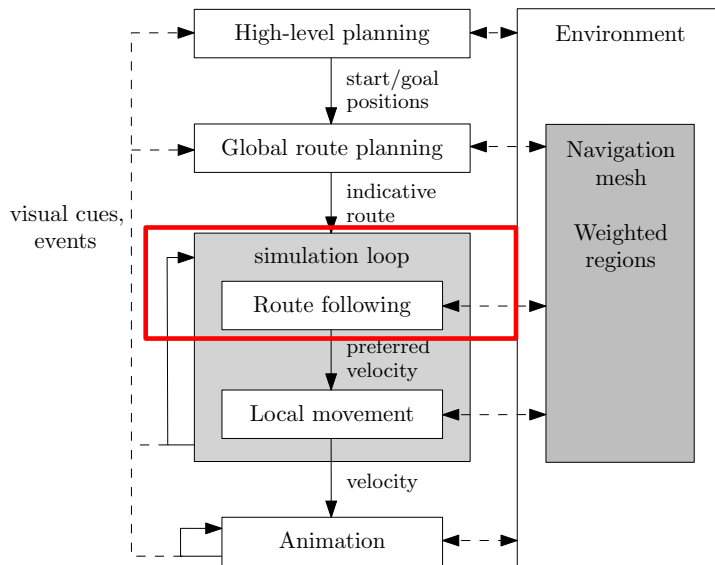 High-level planning
Environment
start/goal
positions
Global route planning
Navigation
mesh
indicative
route
visual cues,
events
Weighted
regions
simulation loop
Route following
preferred
velocity
Local movement
velocity
Animation